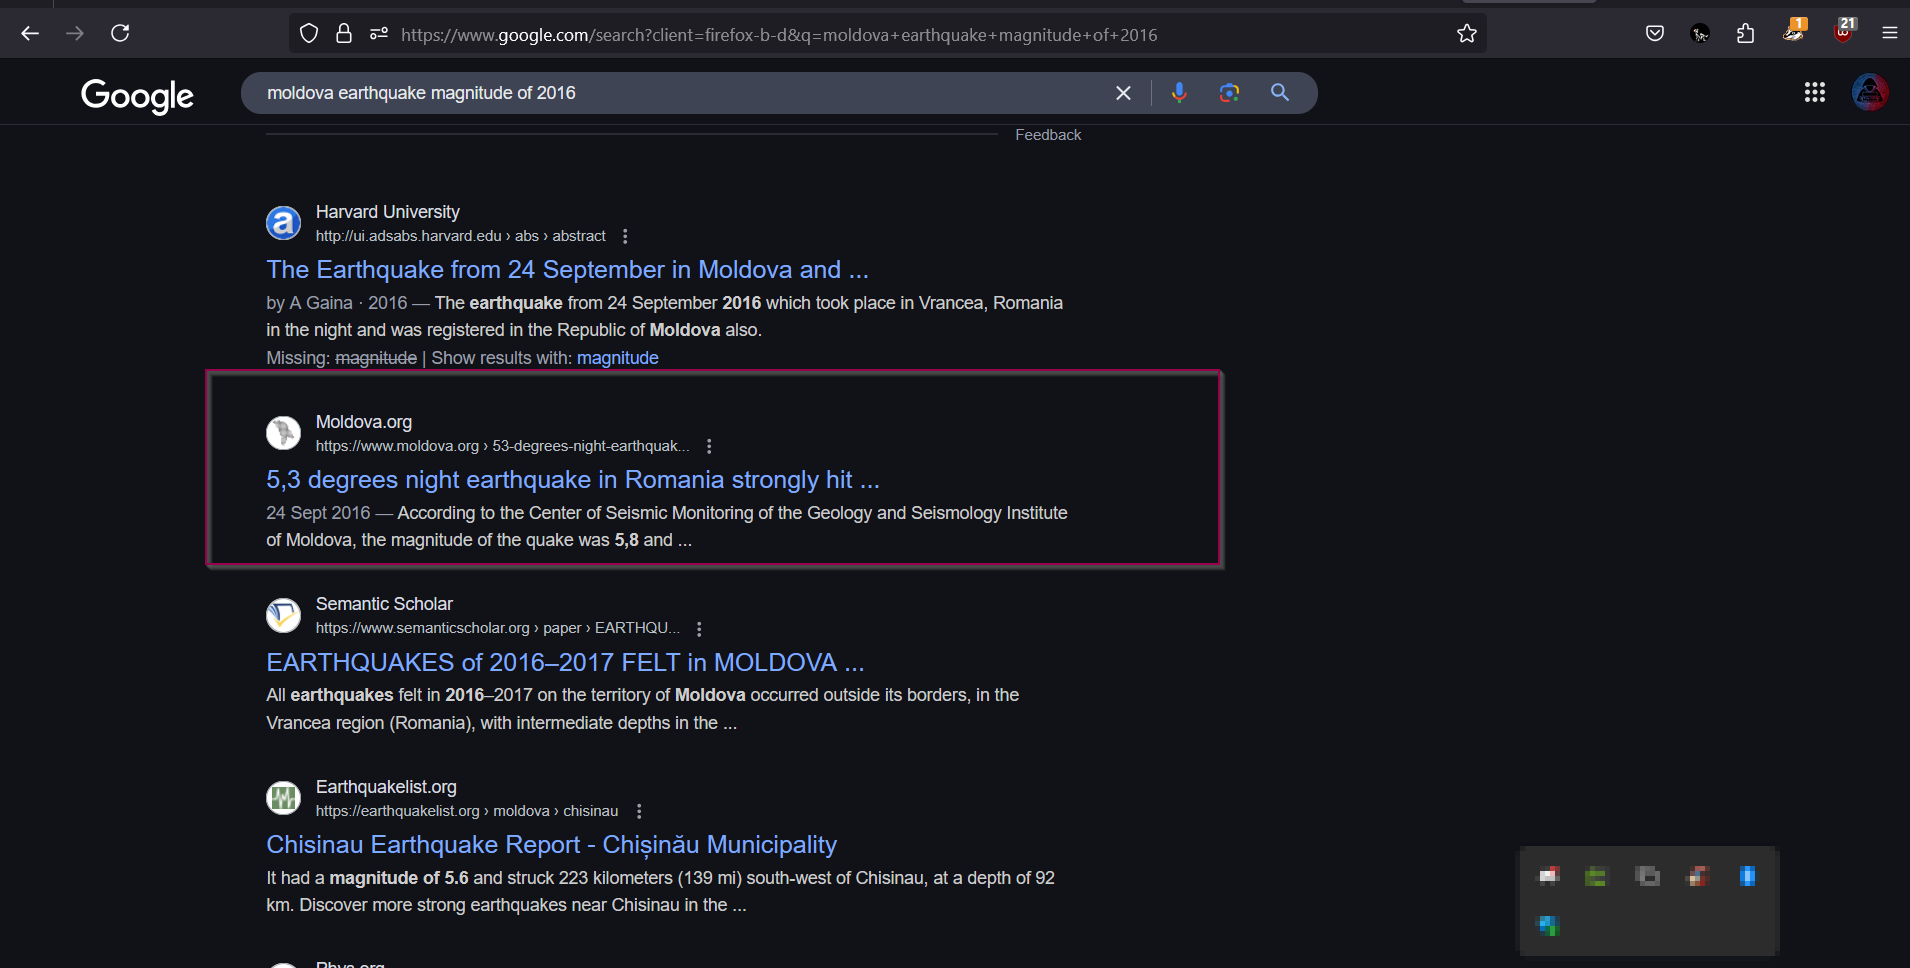 https://www.google.com/search?client=firefox-b-d&q=moldova+earthquake+magnitude+of+2016
1
21
Google
moldova earthquake magnitude of 2016
Feedback
Harvard University
http://ui.adsabs.harvard.edu › abs › abstract
The Earthquake from 24 September in Moldova and ...
by A Gaina · 2016 — The earthquake from 24 September 2016 which took place in Vrancea, Romania
in the night and was registered in the Republic of Moldova also.
Missing: magnitude | Show results with: magnitude
Moldova.org
https://www.moldova.org › 53-degrees-night-earthquak...
5,3 degrees night earthquake in Romania strongly hit ...
24 Sept 2016 — According to the Center of Seismic Monitoring of the Geology and Seismology Institute
of Moldova, the magnitude of the quake was 5,8 and ...
Semantic Scholar
https://www.semanticscholar.org › paper › EARTHQU...
EARTHQUAKES of 2016–2017 FELT in MOLDOVA ...
All earthquakes felt in 2016–2017 on the territory of Moldova occurred outside its borders, in the
Vrancea region (Romania), with intermediate depths in the ...
Earthquakelist.org
https://earthquakelist.org › moldova › chisinau
Chisinau Earthquake Report - Chișinău Municipality
It had a magnitude of 5.6 and struck 223 kilometers (139 mi) south-west of Chisinau, at a depth of 92
km. Discover more strong earthquakes near Chisinau in the ...
Phys.org